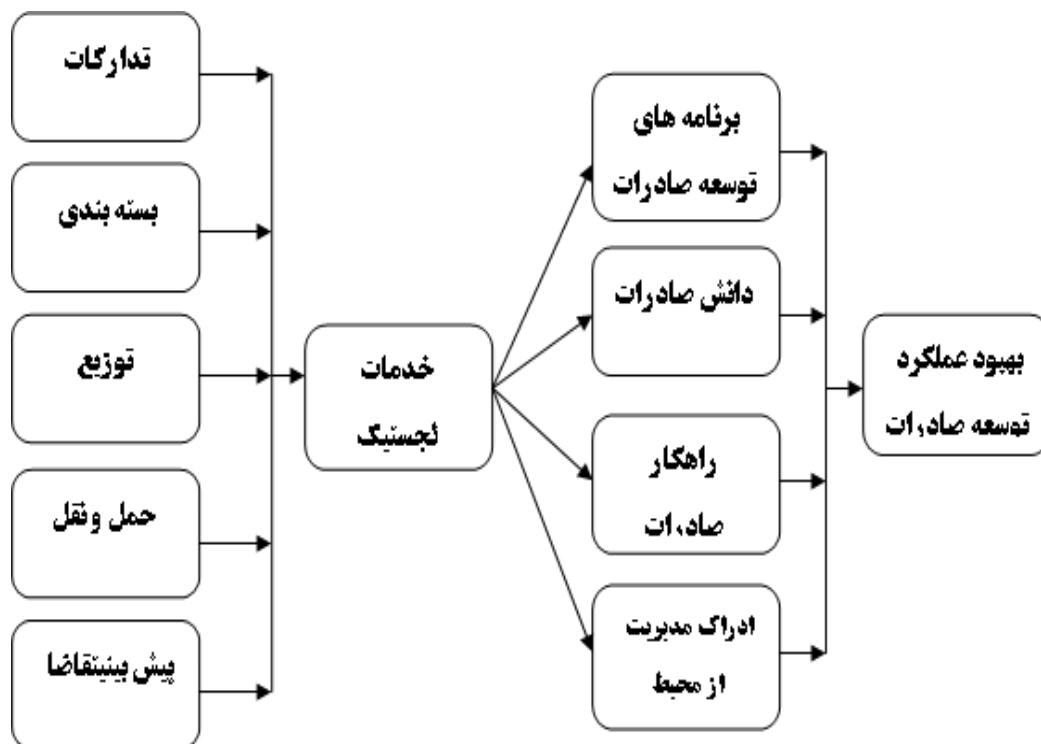 تدارکات
بسته بندی
توزیع
حمل و نقل
پیش بینیتقاضا
خدمات
لجستیک
برنامه های
توسعه صادرات
دانش صادرات
راهکار
صادرات
ادراک مدیریت
از محیط
بهبود عملکرد
توسعه صادرات